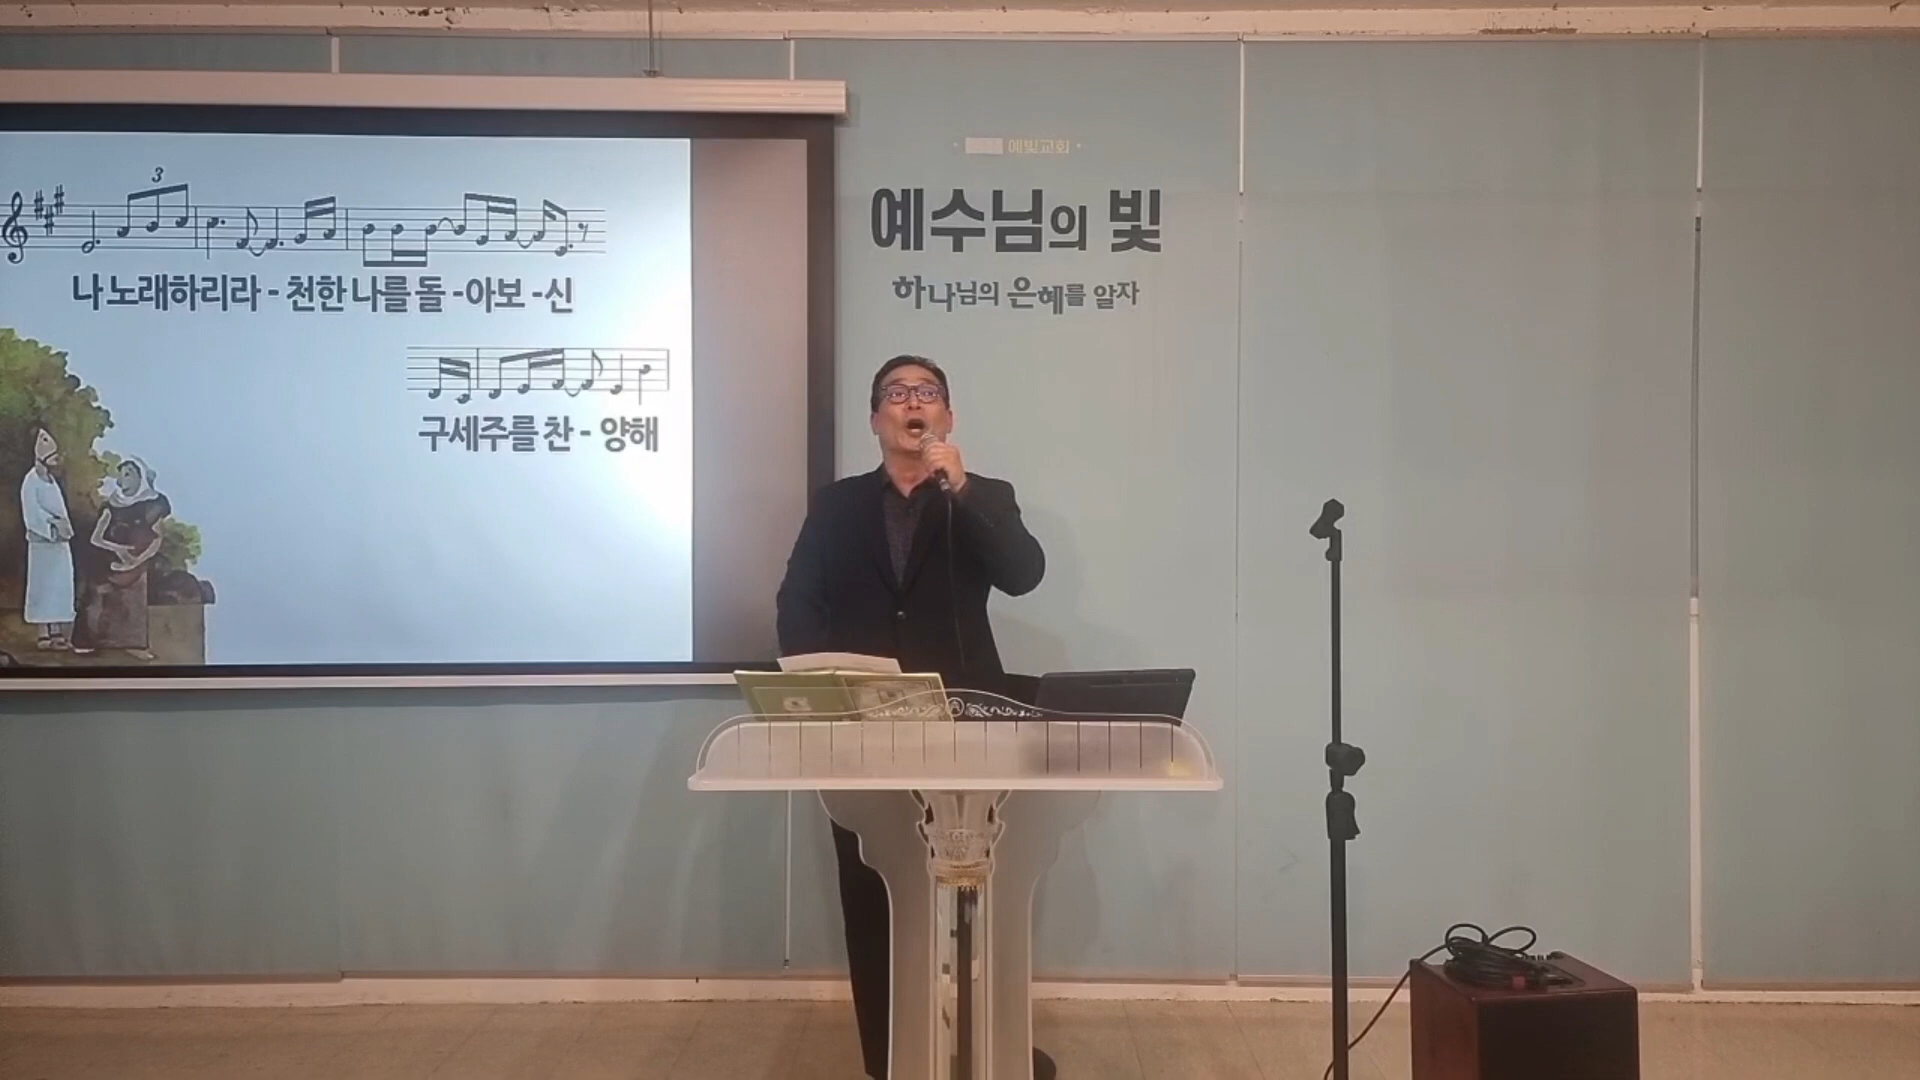 3
나 노래하리라 - 천한 나를 돌 -아보 -신
구세주를 찬 - 양해
· 예빛교회 ·
예수님의 빛
하나님의 은혜를 알자